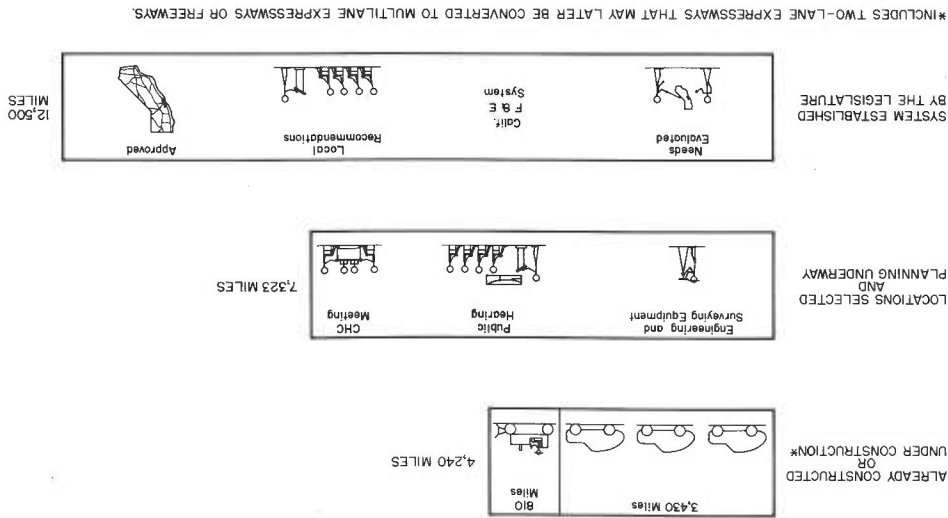 ALREADY CONSTRUCTED
OR
UNDER CONSTRUCTION*
3,430 Miles
810
Miles
4,240 MILES
LOCATIONS SELECTED
AND
PLANNING UNDERWAY
Engineering and
Surveying Equipment
Public
Hearing
CHC
Meeting
7,323 MILES
SYSTEM ESTABLISHED
BY THE LEGISLATURE
Needs
Evaluated
Calif.
F & E
System
Local
Recommendations
Approved
12,500
MILES
*INCLUDES TWO-LANE EXPRESSWAYS THAT MAY LATER BE CONVERTED TO MULTILANE EXPRESSWAYS OR FREEWAYS.